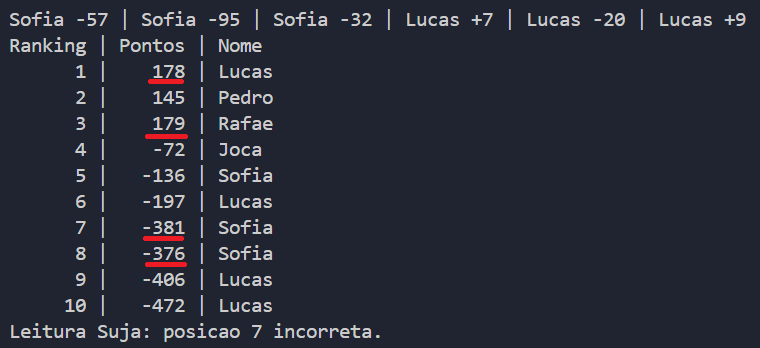 Sofia -57 | Sofia -95 | Sofia -32 | Lucas +7 | Lucas -20 | Lucas +9
Ranking | Pontos | Nome
1 | 178 | Lucas
2 | 145 | Pedro
3 | 179 | Rafae
4 | -72 | Joca
5 | -136 | Sofia
6 | -197 | Lucas
7 | -381 | Sofia
8 | -376 | Sofia
9 | -406 | Lucas
10 | -472 | Lucas
Leitura Suja: posicao 7 incorreta.